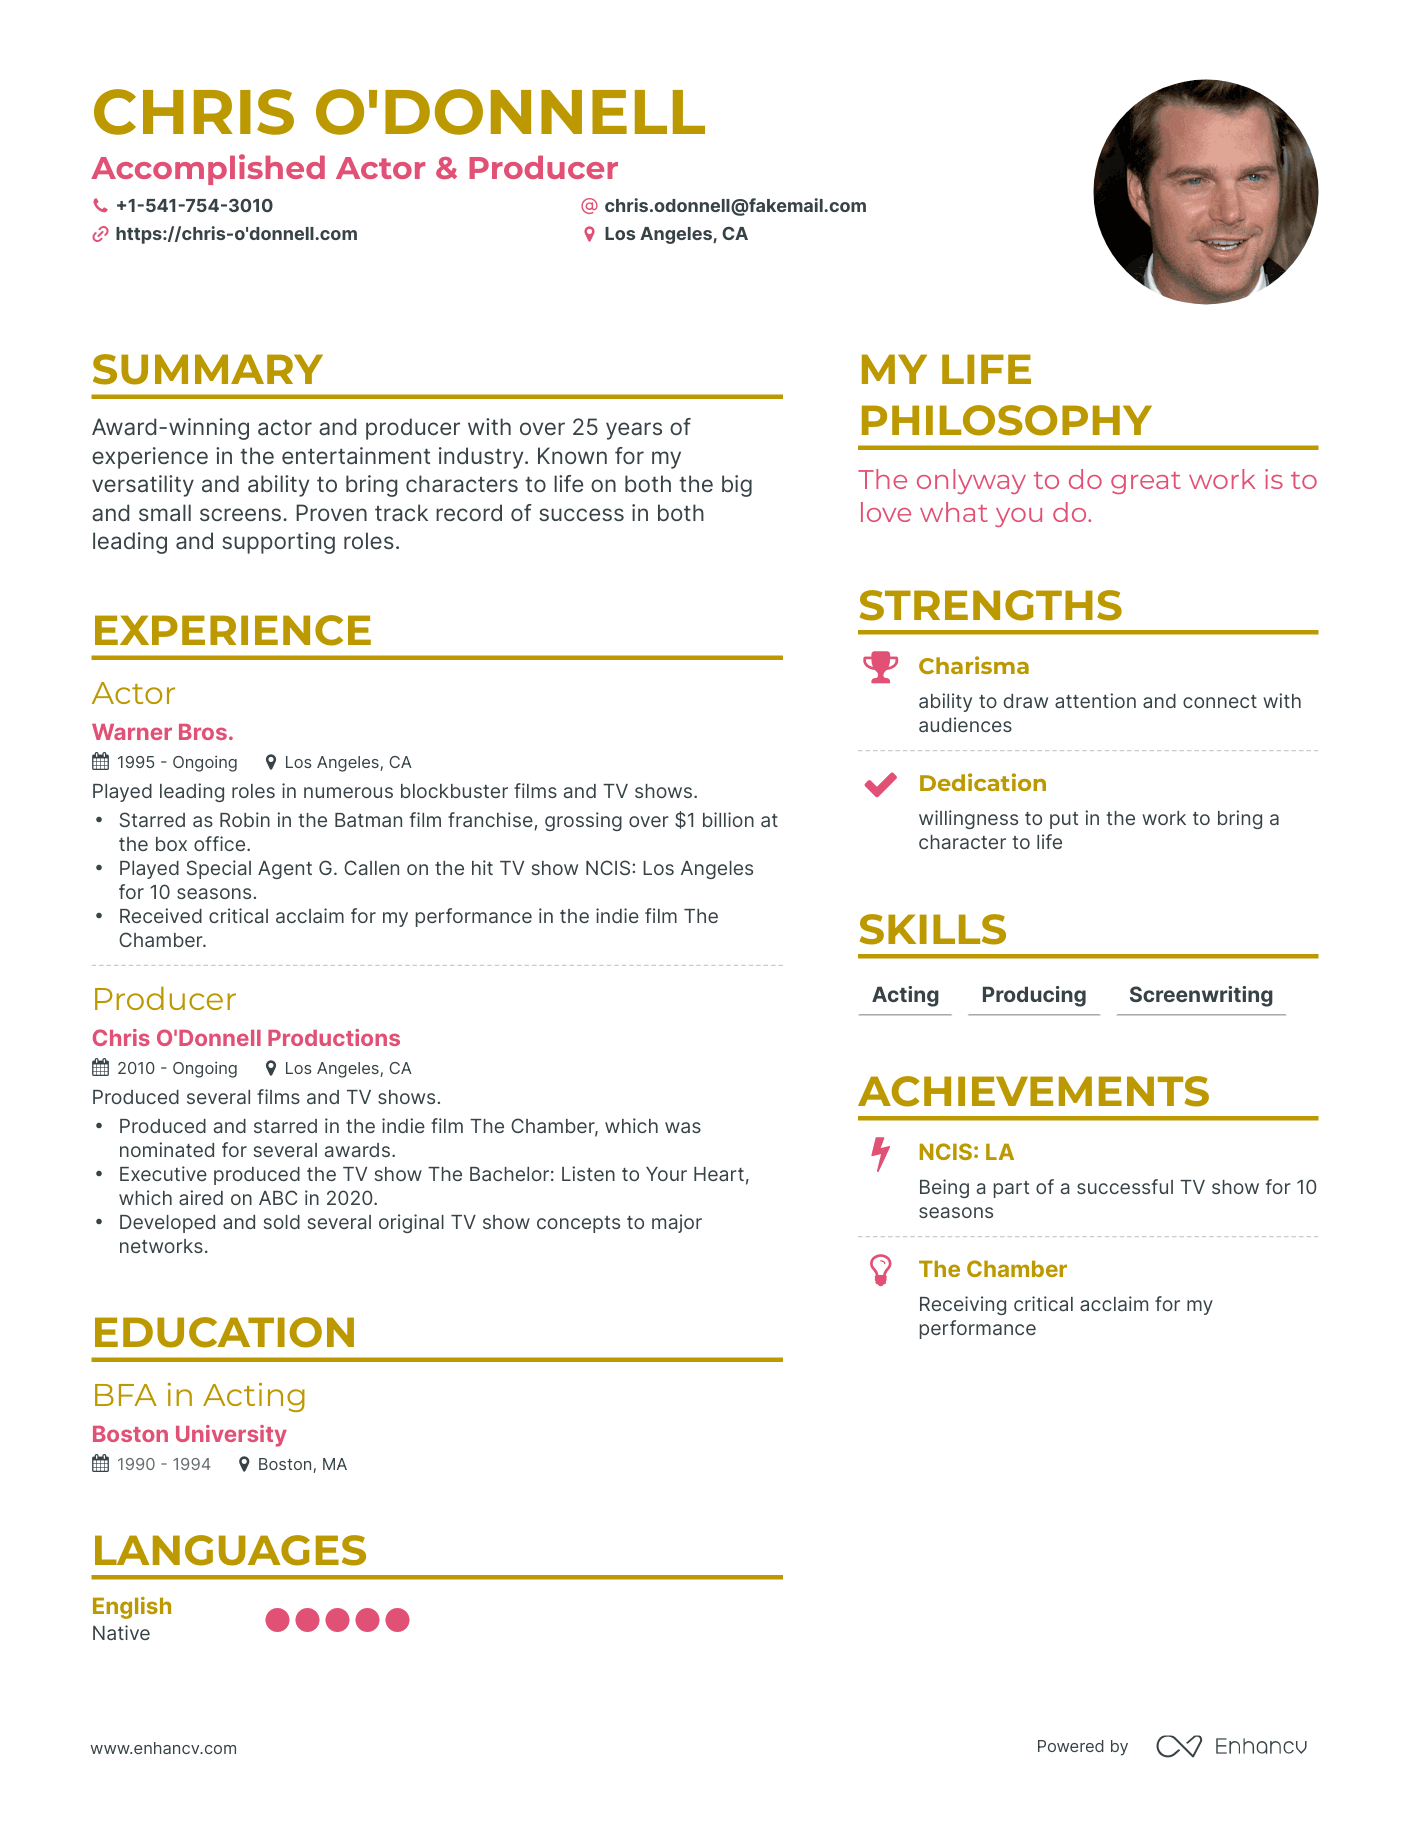 CHRIS O'DONNELL
Accomplished Actor & Producer
+1-541-754-3010
chris.odonnell@fakemail.com
https://chris-o'donnell.com
Los Angeles, CA
SUMMARY
Award-winning actor and producer with over 25 years of
experience in the entertainment industry. Known for my
versatility and ability to bring characters to life on both the big
and small screens. Proven track record of success in both
leading and supporting roles.
EXPERIENCE
Actor
Warner Bros.
1995 - Ongoing Los Angeles, CA
Played leading roles in numerous blockbuster films and TV shows.
• Starred as Robin in the Batman film franchise, grossing over $1 billion at
the box office.
• Played Special Agent G. Callen on the hit TV show NCIS: Los Angeles
for 10 seasons.
• Received critical acclaim for my performance in the indie film The
Chamber.
Producer
Chris O'Donnell Productions
2010 - Ongoing Los Angeles, CA
Produced several films and TV shows.
• Produced and starred in the indie film The Chamber, which was
nominated for several awards.
• Executive produced the TV show The Bachelor: Listen to Your Heart,
which aired on ABC in 2020.
• Developed and sold several original TV show concepts to major
networks.
EDUCATION
BFA in Acting
Boston University
1990 - 1994 Boston, MA
LANGUAGES
English
Native
MY LIFE
PHILOSOPHY
The onlyway to do great work is to
love what you do.
STRENGTHS
Charisma
ability to draw attention and connect with
audiences
Dedication
willingness to put in the work to bring a
character to life
SKILLS
Acting Producing Screenwriting
ACHIEVEMENTS
NCIS: LA
Being a part of a successful TV show for 10
seasons
The Chamber
Receiving critical acclaim for my
performance
www.enhancv.com
Powered by Enhancv